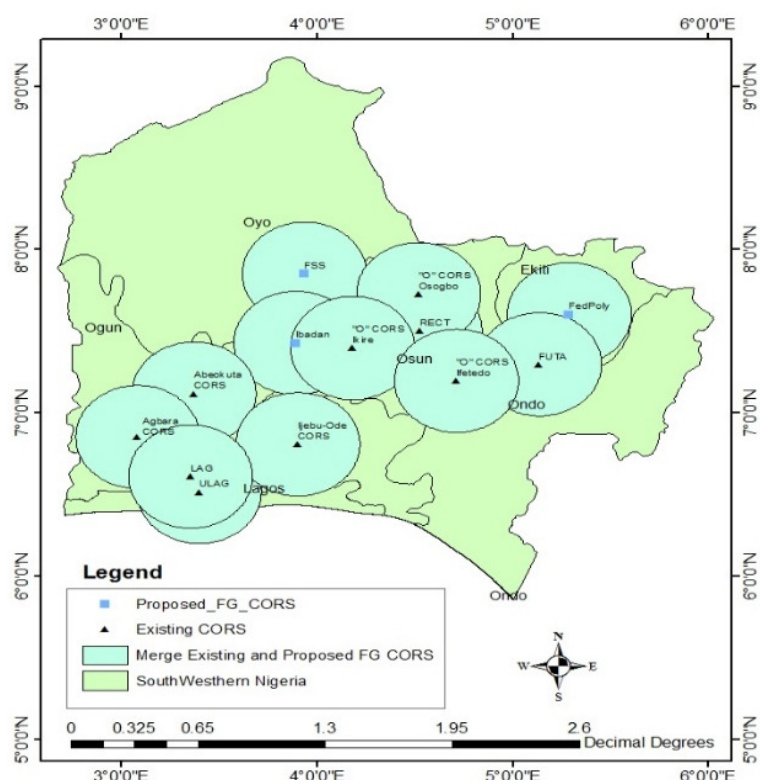 3°0'0"E 4°0'0"E 5°0'0"E 6°0'0"E
9°0'0"N 9°0'0"N
Oyo
8°0'0"N 8°0'0"N
FSS
"O" CORS
Osogbo
Ekiti
FedPoly
Ogun
Ibadan
"O" CORS
Ikire
RECT
Osun
"O" CORS
Ifetedo
FUTA
Abeokuta
CORS
7°0'0"N 7°0'0"N
Ondo
Agbara
CORS
Ijebu-Ode
CORS
LAG
ULAG
Lagos
6°0'0"N 6°0'0"N
Ondo
Legend
Proposed_FG_CORS
Existing CORS
Merge Existing and Proposed FG CORS
SouthWesthern Nigeria
N
W E
S
0 0.325 0.65 1.3 1.95 2.6
Decimal Degrees
5°0'0"N 5°0'0"N
3°0'0"E 4°0'0"E 5°0'0"E 6°0'0"E